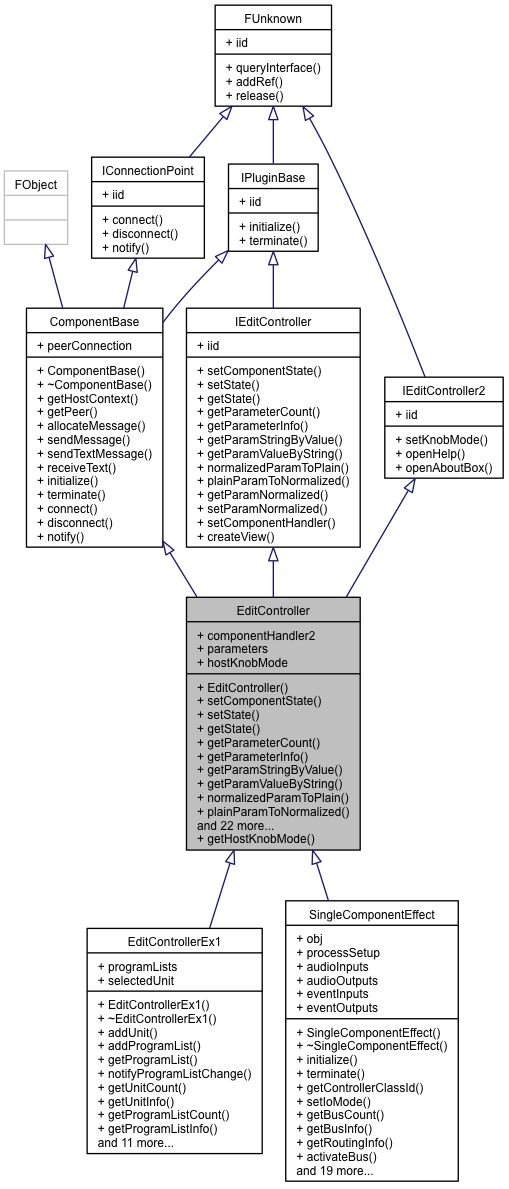 FUnknown
+ iid
+ queryInterface()
+ addRef()
+ release()
FObject
IConnectionPoint
+ iid
+ connect()
+ disconnect()
+ notify()
IPluginBase
+ iid
+ initialize()
+ terminate()
ComponentBase
+ peerConnection
+ ComponentBase()
+ ~ComponentBase()
+ getHostContext()
+ getPeer()
+ allocateMessage()
+ sendMessage()
+ sendTextMessage()
+ receiveText()
+ initialize()
+ terminate()
+ connect()
+ disconnect()
+ notify()
IEditController
+ iid
+ setComponentState()
+ setState()
+ getState()
+ getParameterCount()
+ getParameterInfo()
+ getParamStringByValue()
+ getParamValueByString()
+ normalizedParamToPlain()
+ plainParamToNormalized()
+ getParamNormalized()
+ setParamNormalized()
+ setComponentHandler()
+ createView()
IEditController2
+ iid
+ setKnobMode()
+ openHelp()
+ openAboutBox()
EditController
+ componentHandler2
+ parameters
+ hostKnobMode
+ EditController()
+ setComponentState()
+ setState()
+ getState()
+ getParameterCount()
+ getParameterInfo()
+ getParamStringByValue()
+ getParamValueByString()
+ normalizedParamToPlain()
+ plainParamToNormalized()
and 22 more...
+ getHostKnobMode()
EditControllerEx1
+ programLists
+ selectedUnit
+ EditControllerEx1()
+ ~EditControllerEx1()
+ addUnit()
+ addProgramList()
+ getProgramList()
+ notifyProgramListChange()
+ getUnitCount()
+ getUnitInfo()
+ getProgramListCount()
+ getProgramListInfo()
and 11 more...
SingleComponentEffect
+ obj
+ processSetup
+ audioInputs
+ audioOutputs
+ eventInputs
+ eventOutputs
+ SingleComponentEffect()
+ ~SingleComponentEffect()
+ initialize()
+ terminate()
+ getControllerClassId()
+ setIoMode()
+ getBusCount()
+ getBusInfo()
+ getRoutingInfo()
+ activateBus()
and 19 more...